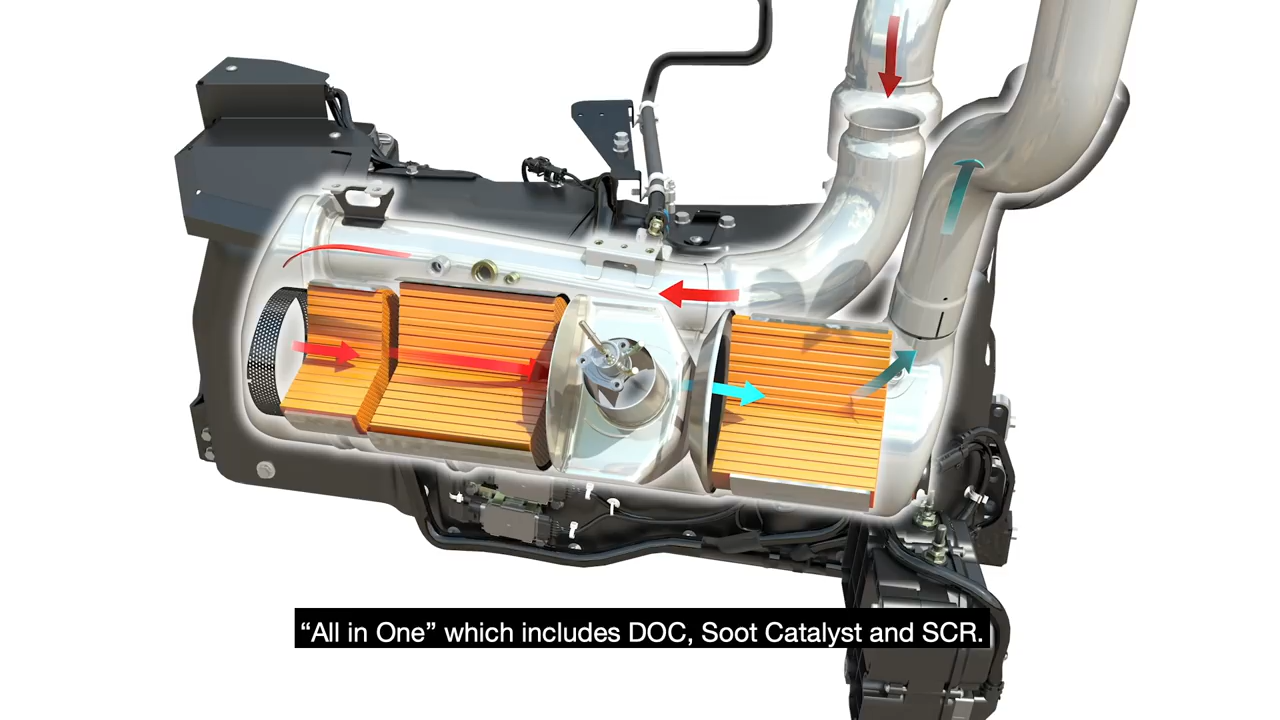 “All in One” which includes DOC, Soot Catalyst and SCR.